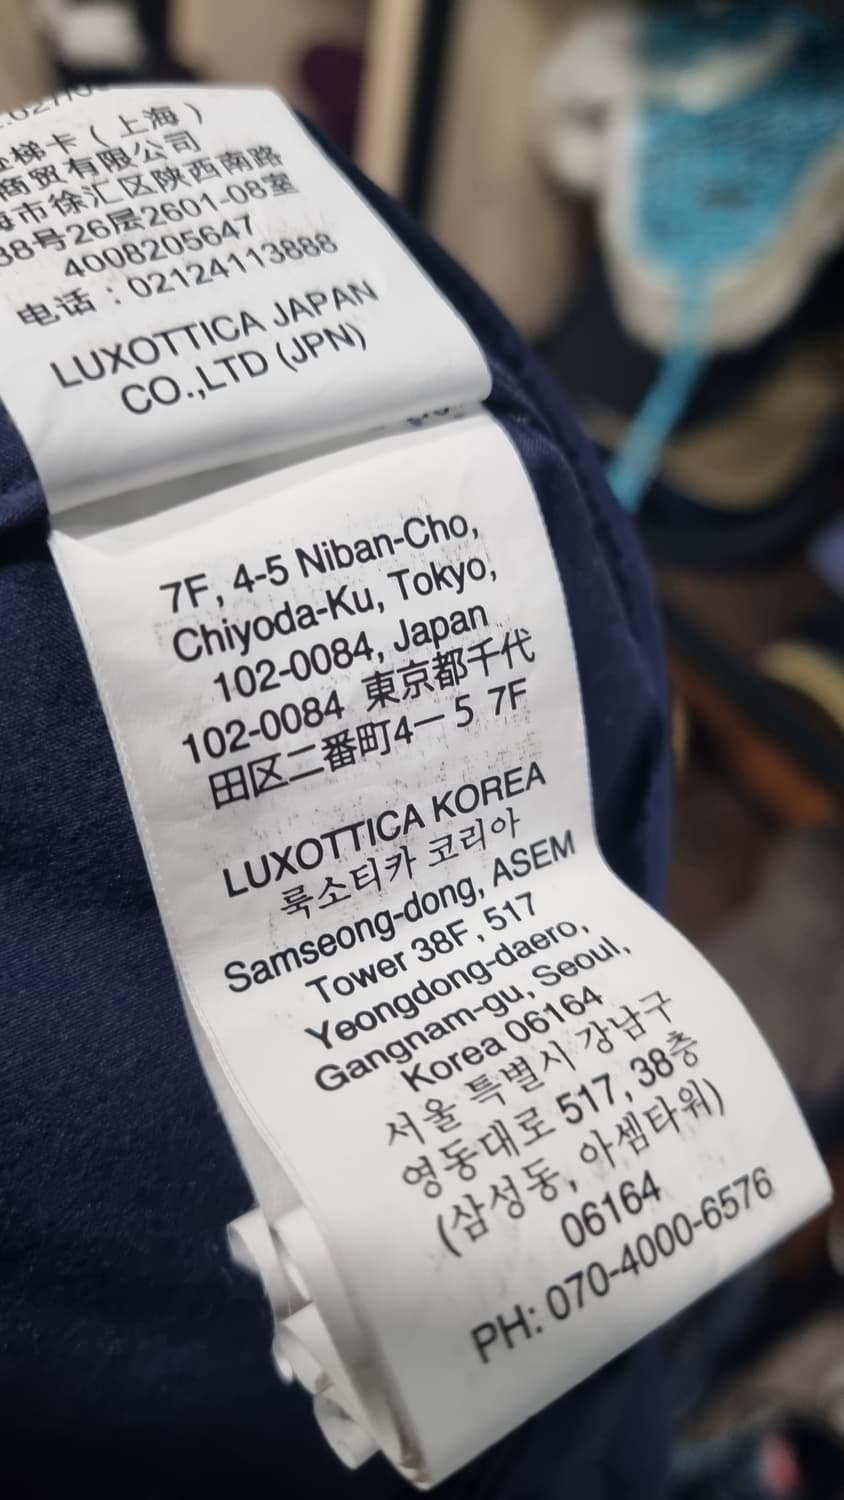 梯卡（上海）
商贸有限公司
海市徐汇区陕西南路
38号26层2601-08室
4008205647
电话：02124113888
LUXOTTICA JAPAN
CO.,LTD (JPN)
7F, 4-5 Niban-Cho,
Chiyoda-Ku, Tokyo,
102-0084, Japan
102-0084 東京都千代
田区二番町4ー5 7F
LUXOTTICA KOREA
룩소티카 코리아
Samseong-dong, ASEM
Tower 38F, 517
Yeongdong-daero,
Gangnam-gu, Seoul,
Korea 06164
서울 특별시 강남구
영동대로 517, 38층
(삼성동, 아셈타워)
06164
PH: 070-4000-6576